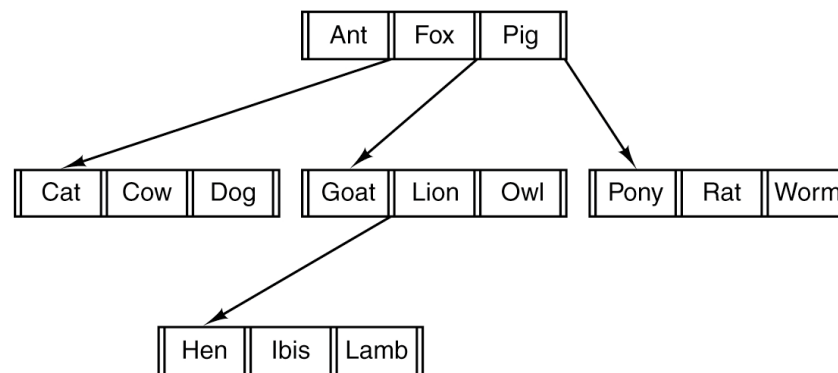 Ant Fox Pig
Cat Cow Dog Goat Lion Owl Pony Rat Worm
Hen Ibis Lamb